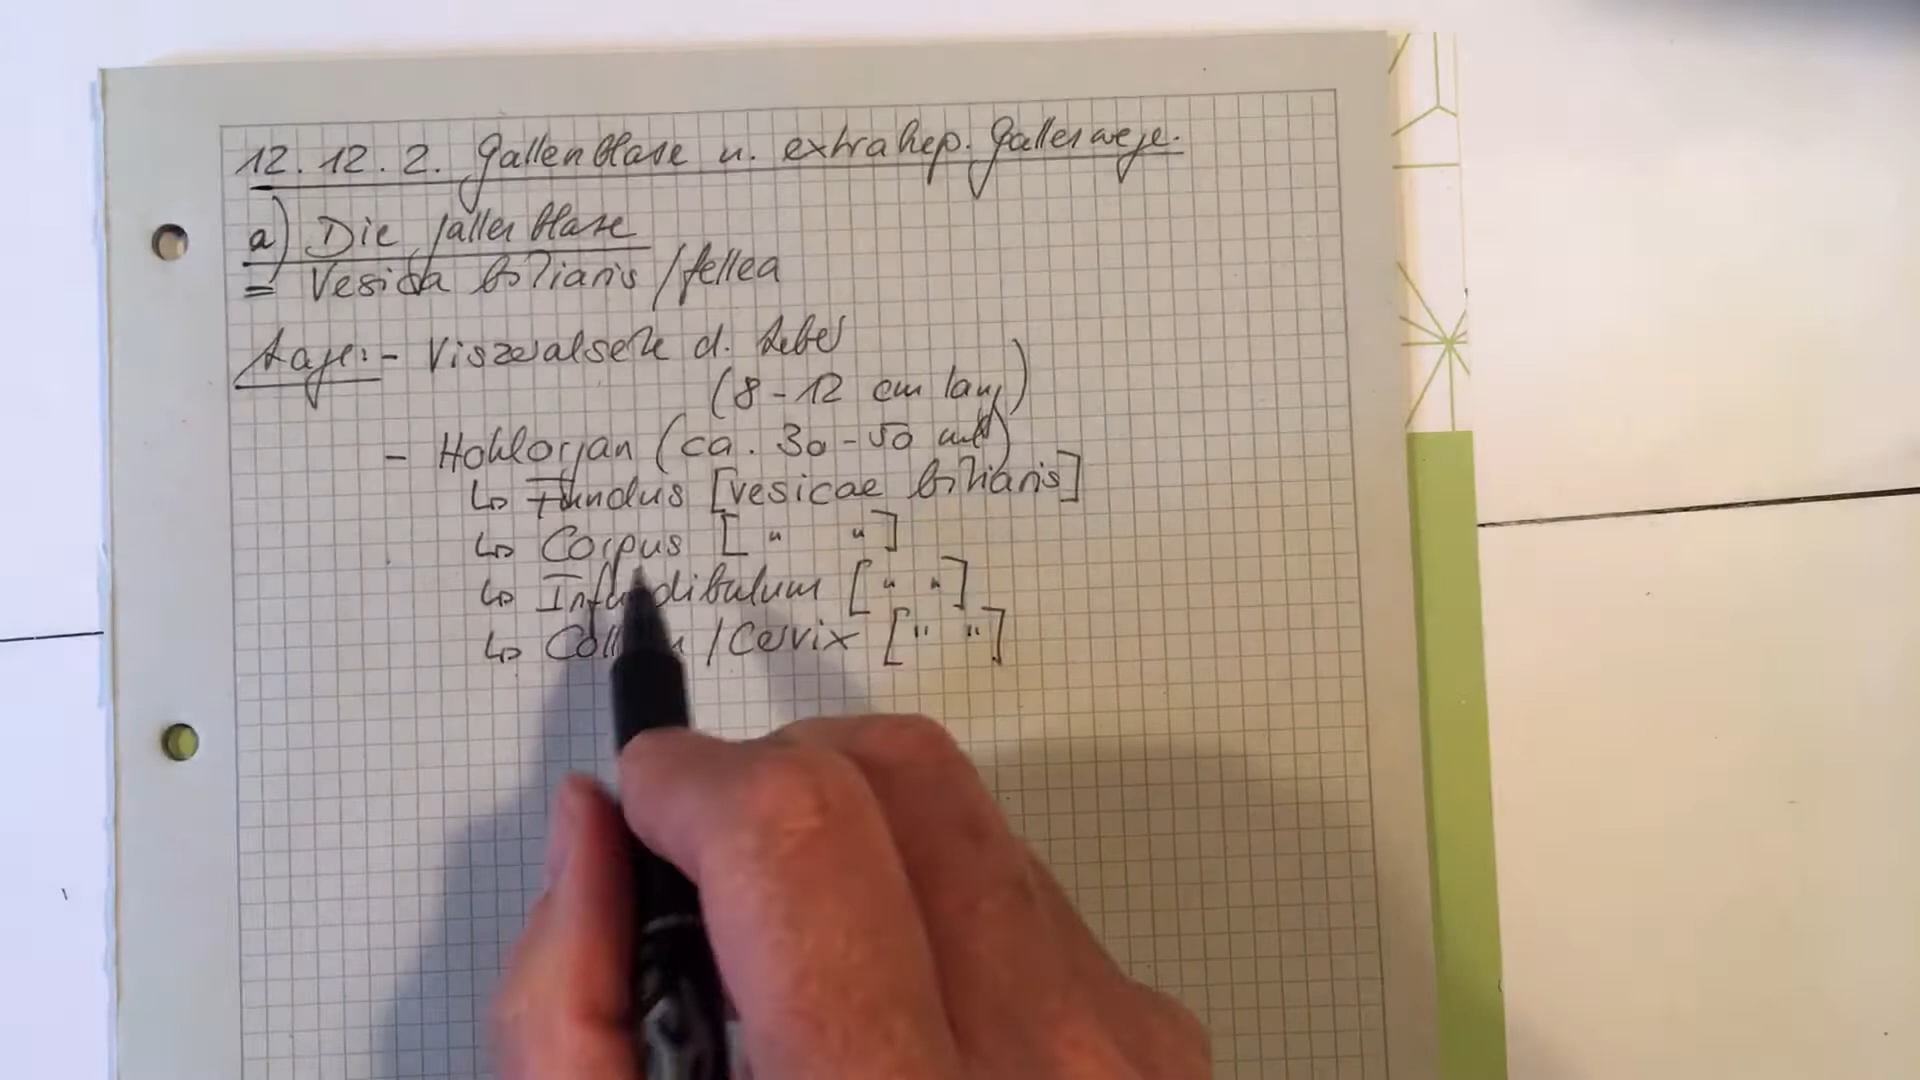 12.12.2. Gallenblase u. extrahep. Gallenwege.
a) Die Gallenblase
= Vesica biliaris / fellea
Lage: - Viszeralseite d. Leber
(8-12 cm lang)
- Hohlorgan (ca. 30-50 ml)
↳ Fundus [vesicae biliaris]
↳ Corpus [" "]
↳ Infundibulum [" "]
↳ Collum / Cervix [" "]